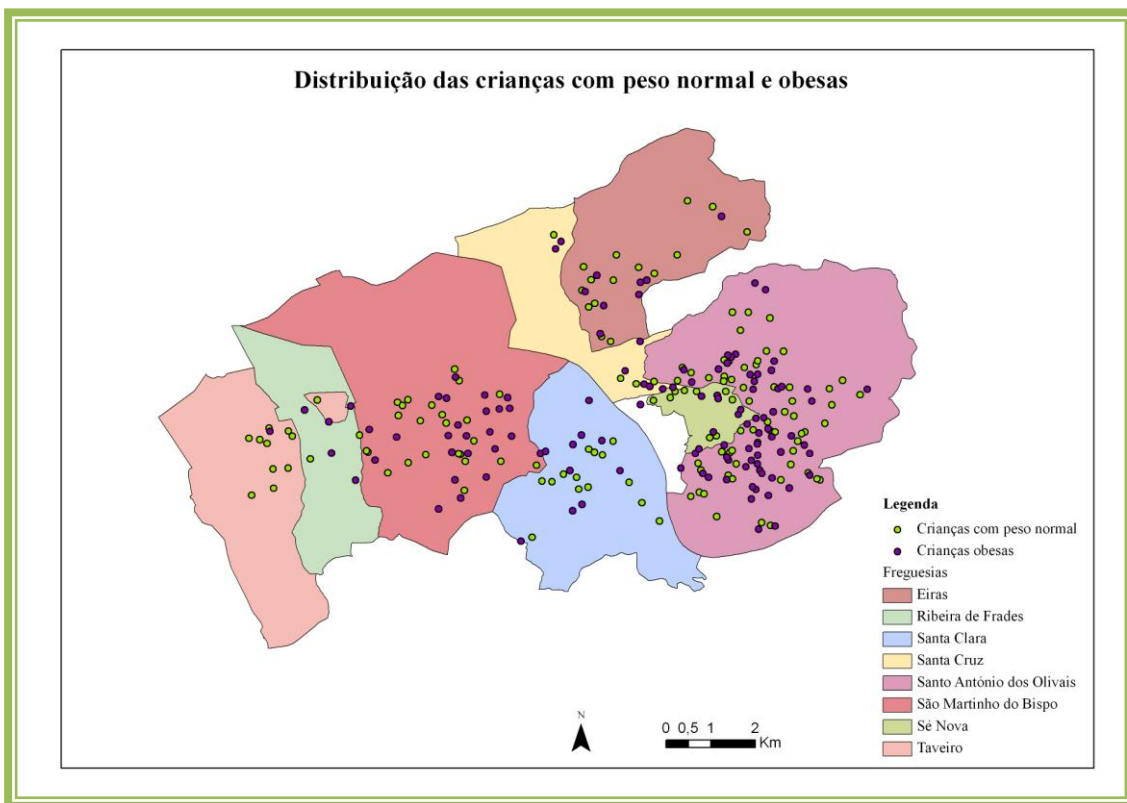 Distribuição das crianças com peso normal e obesas
Legenda
Crianças com peso normal
Crianças obesas
Freguesias
Eiras
Ribeira de Frades
Santa Clara
Santa Cruz
Santo António dos Olivais
São Martinho do Bispo
Sé Nova
Taveiro
N
0 0,5 1 2
Km